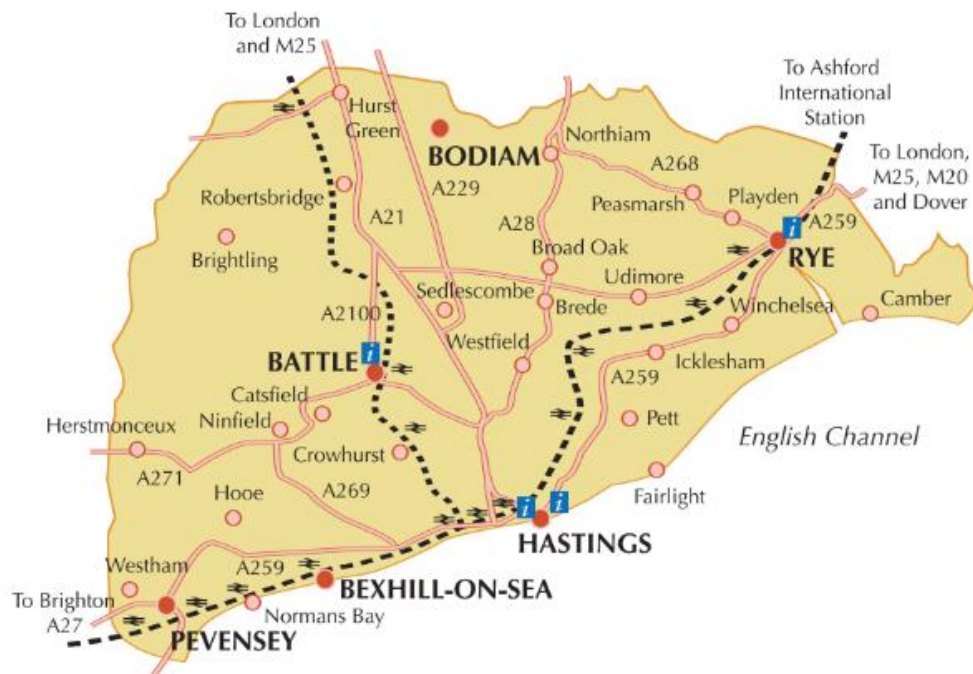 To London
and M25
To Ashford
International
Station
Hurst
Green
BODIAM
Northiam
To London,
M25, M20
and Dover
A268
A229
Robertsbridge
Peasmarsh
Playden
A21
A28
A259
i
RYE
Brightling
Broad Oak
Udimore
Sedlescombe
Brede
Winchelsea
Camber
A2100
Westfield
i
BATTLE
A259
Icklesham
Catsfield
Ninfield
Pett
Herstmonceux
English Channel
Crowhurst
A271
A269
Fairlight
Hooe
i
i
HASTINGS
Westham
A259
BEXHILL-ON-SEA
To Brighton
A27
Normans Bay
PEVENSEY